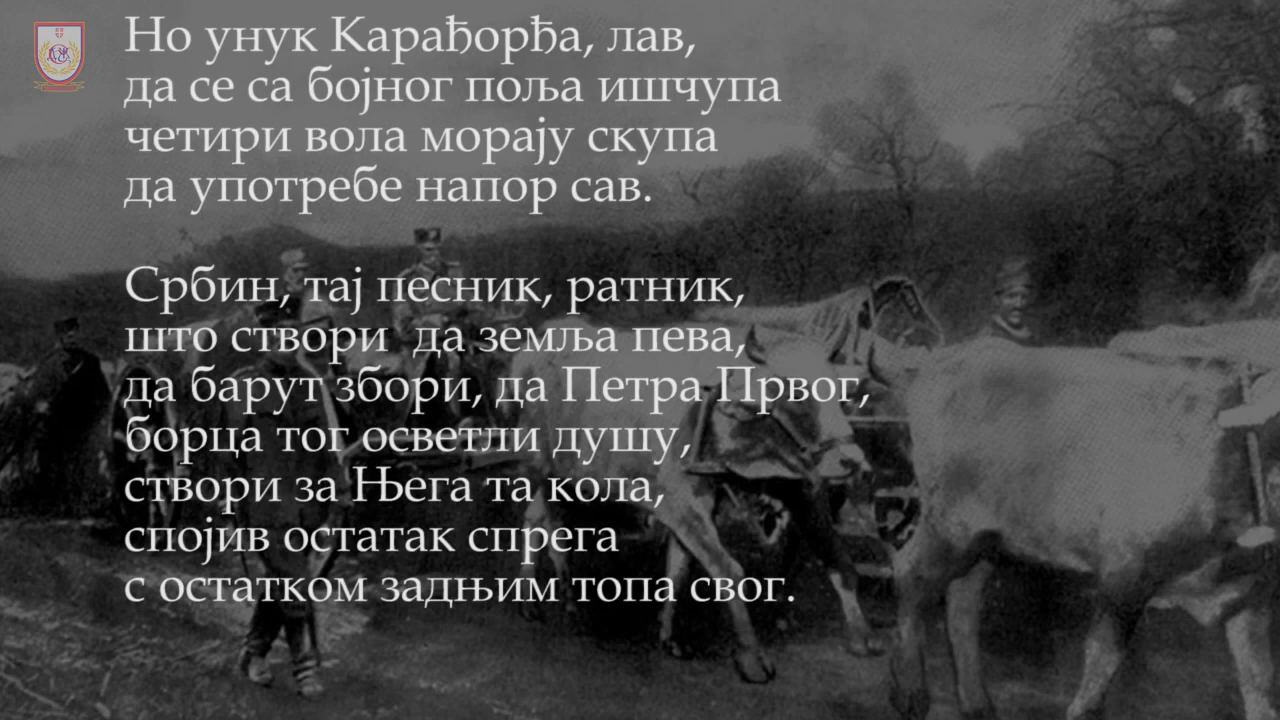 Но унук Карађорђа, лав,
да се са бојног поља ишчупа
четири вола морају скупа
да употребе напор сав.
Србин, тај песник, ратник,
што створи  да земља пева,
да барут збори, да Петра Првог,
борца тог осветли душу,
створи за Њега та кола,
спојив остатак спрега
с остатком задњим топа свог.